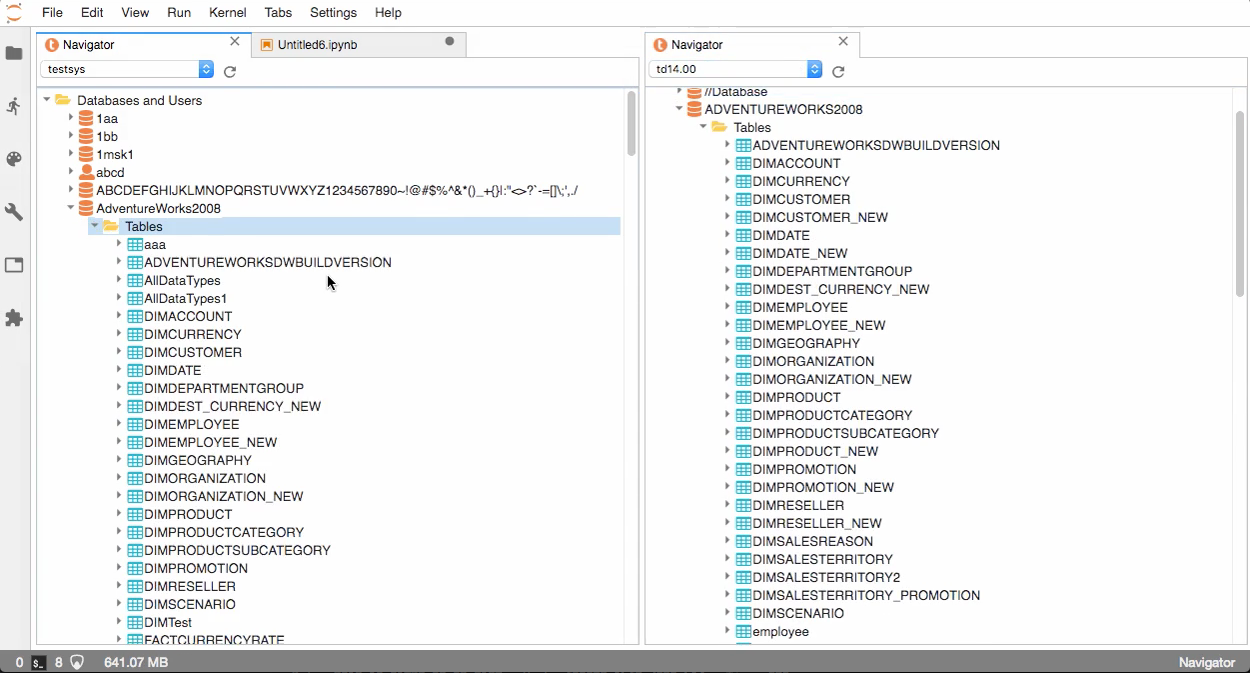 File Edit View Run Kernel Tabs Settings Help
Navigator
Untitled6.ipynb
testsys
Databases and Users
1aa
1bb
1msk1
abcd
ABCDEFGHIJKLMNOPQRSTUVWXYZ1234567890~!@#$%^&*()_+{}|:"<>?`-=[]\;',./
AdventureWorks2008
Tables
aaa
ADVENTUREWORKSDWBUILDVERSION
AllDataTypes
AllDataTypes1
DIMACCOUNT
DIMCURRENCY
DIMCUSTOMER
DIMDATE
DIMDEPARTMENTGROUP
DIMDEST_CURRENCY_NEW
DIMEMPLOYEE
DIMEMPLOYEE_NEW
DIMGEOGRAPHY
DIMORGANIZATION
DIMORGANIZATION_NEW
DIMPRODUCT
DIMPRODUCTCATEGORY
DIMPRODUCTSUBCATEGORY
DIMPROMOTION
DIMRESELLER
DIMSCENARIO
DIMTest
FACTCURRENCYRATE
Navigator
td14.00
//Database
ADVENTUREWORKS2008
Tables
ADVENTUREWORKSDWBUILDVERSION
DIMACCOUNT
DIMCURRENCY
DIMCUSTOMER
DIMCUSTOMER_NEW
DIMDATE
DIMDATE_NEW
DIMDEPARTMENTGROUP
DIMDEST_CURRENCY_NEW
DIMEMPLOYEE
DIMEMPLOYEE_NEW
DIMGEOGRAPHY
DIMORGANIZATION
DIMORGANIZATION_NEW
DIMPRODUCT
DIMPRODUCTCATEGORY
DIMPRODUCTSUBCATEGORY
DIMPRODUCT_NEW
DIMPROMOTION
DIMPROMOTION_NEW
DIMRESELLER
DIMRESELLER_NEW
DIMSALESREASON
DIMSALESTERRITORY
DIMSALESTERRITORY2
DIMSALESTERRITORY_PROMOTION
DIMSCENARIO
employee
0 $_ 8 641.07 MB
Navigator